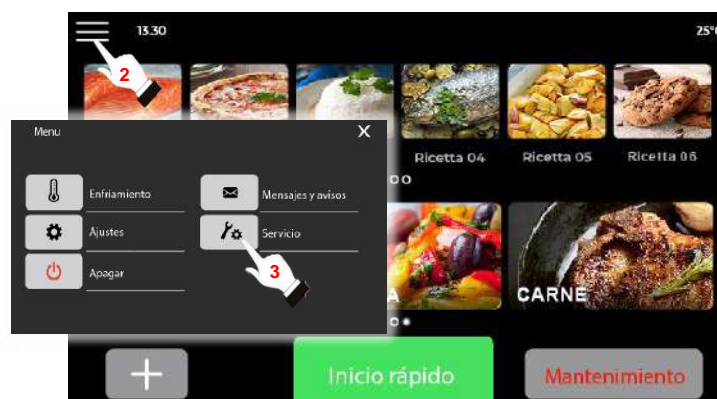 13.30
25°
2
Menu X
Enfriamiento
Mensajes y avisos
Ajustes
Servicio
Apagar
3
Ricetta 04
Ricetta 05
Ricetta 06
CARNE
Inicio rápido
Mantenimiento